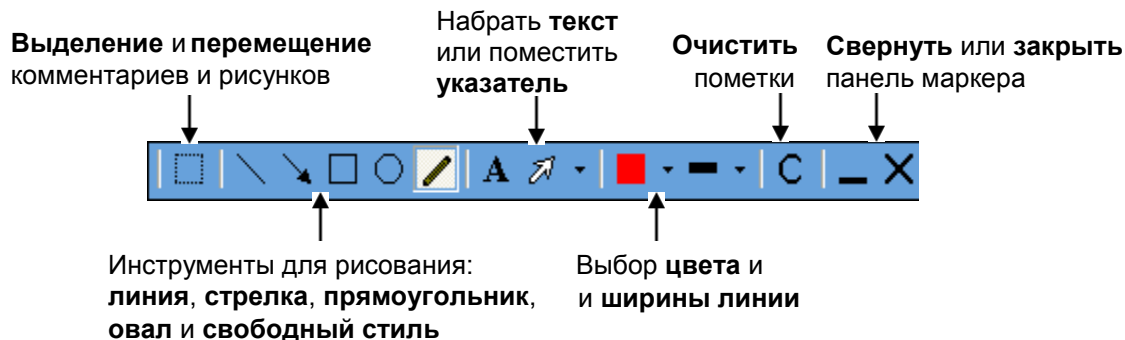 Выделение и перемещение
комментариев и рисунков
Набрать текст
или поместить
указатель
Очистить
пометки
Свернуть или закрыть
панель маркера
A
C
Инструменты для рисования:
линия, стрелка, прямоугольник,
овал и свободный стиль
Выбор цвета и
и ширины линии